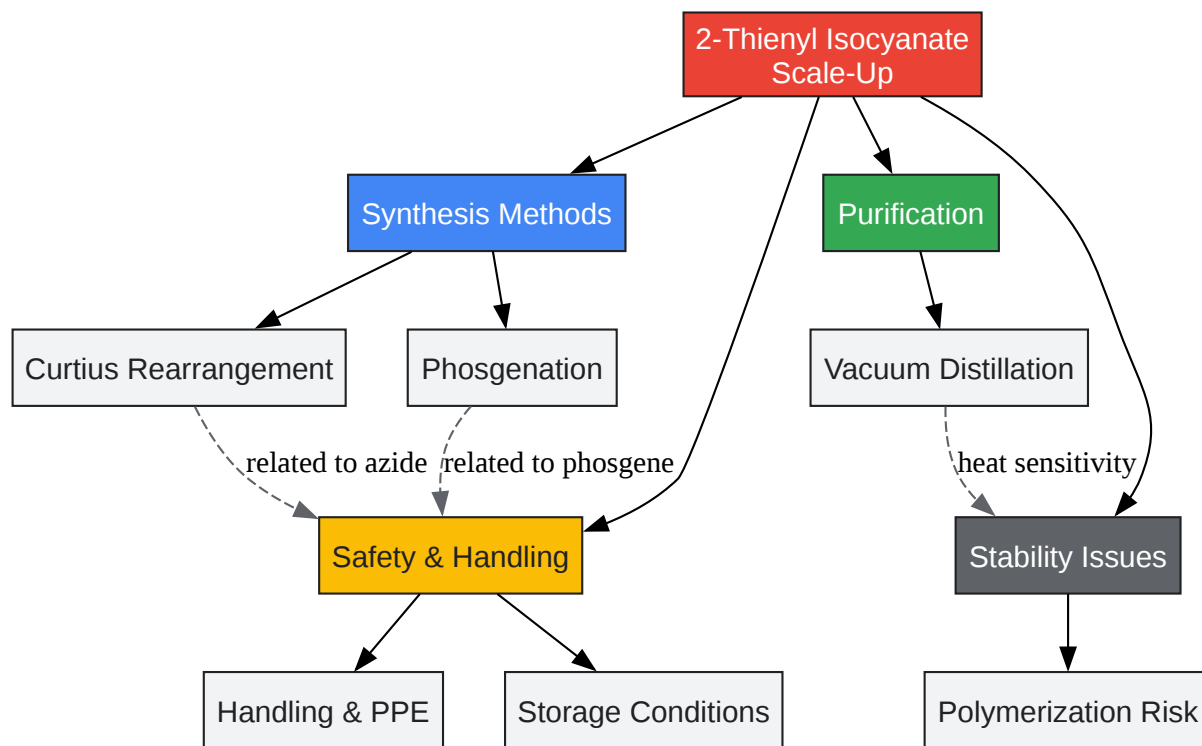 2-Thienyl Isocyanate
Scale-Up
Synthesis Methods
Purification
Curtius Rearrangement
Phosgenation
Vacuum Distillation
related to azide
related to phosgene
heat sensitivity
Safety & Handling
Stability Issues
Handling & PPE
Storage Conditions
Polymerization Risk